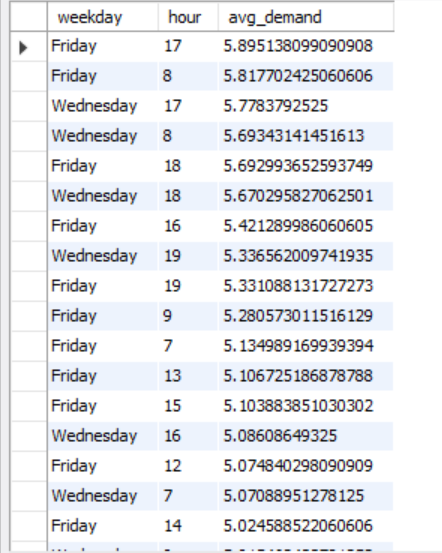 weekday hour avg_demand
Friday 17 5.895138099090908
Friday 8 5.817702425060606
Wednesday 17 5.7783792525
Wednesday 8 5.69343141451613
Friday 18 5.692993652593749
Wednesday 18 5.670295827062501
Friday 16 5.421289986060605
Wednesday 19 5.336562009741935
Friday 19 5.331088131727273
Friday 9 5.280573011516129
Friday 7 5.134989169939394
Friday 13 5.106725186878788
Friday 15 5.103883851030302
Wednesday 16 5.08608649325
Friday 12 5.074840298090909
Wednesday 7 5.07088951278125
Friday 14 5.024588522060606